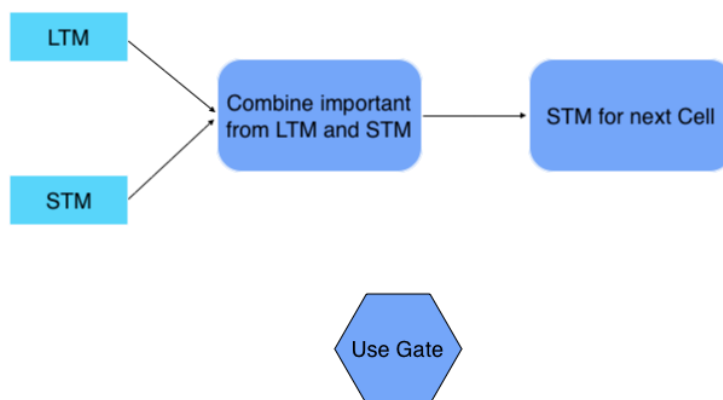 LTM
Combine important
from LTM and STM
STM for next Cell
STM
Use Gate